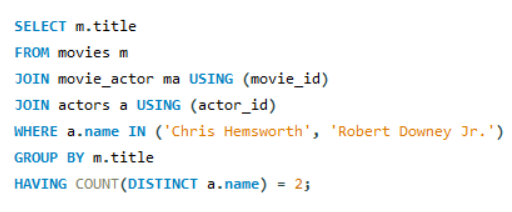 SELECT m.title
FROM movies m
JOIN movie_actor ma USING (movie_id)
JOIN actors a USING (actor_id)
WHERE a.name IN ('Chris Hemsworth', 'Robert Downey Jr.')
GROUP BY m.title
HAVING COUNT(DISTINCT a.name) = 2;